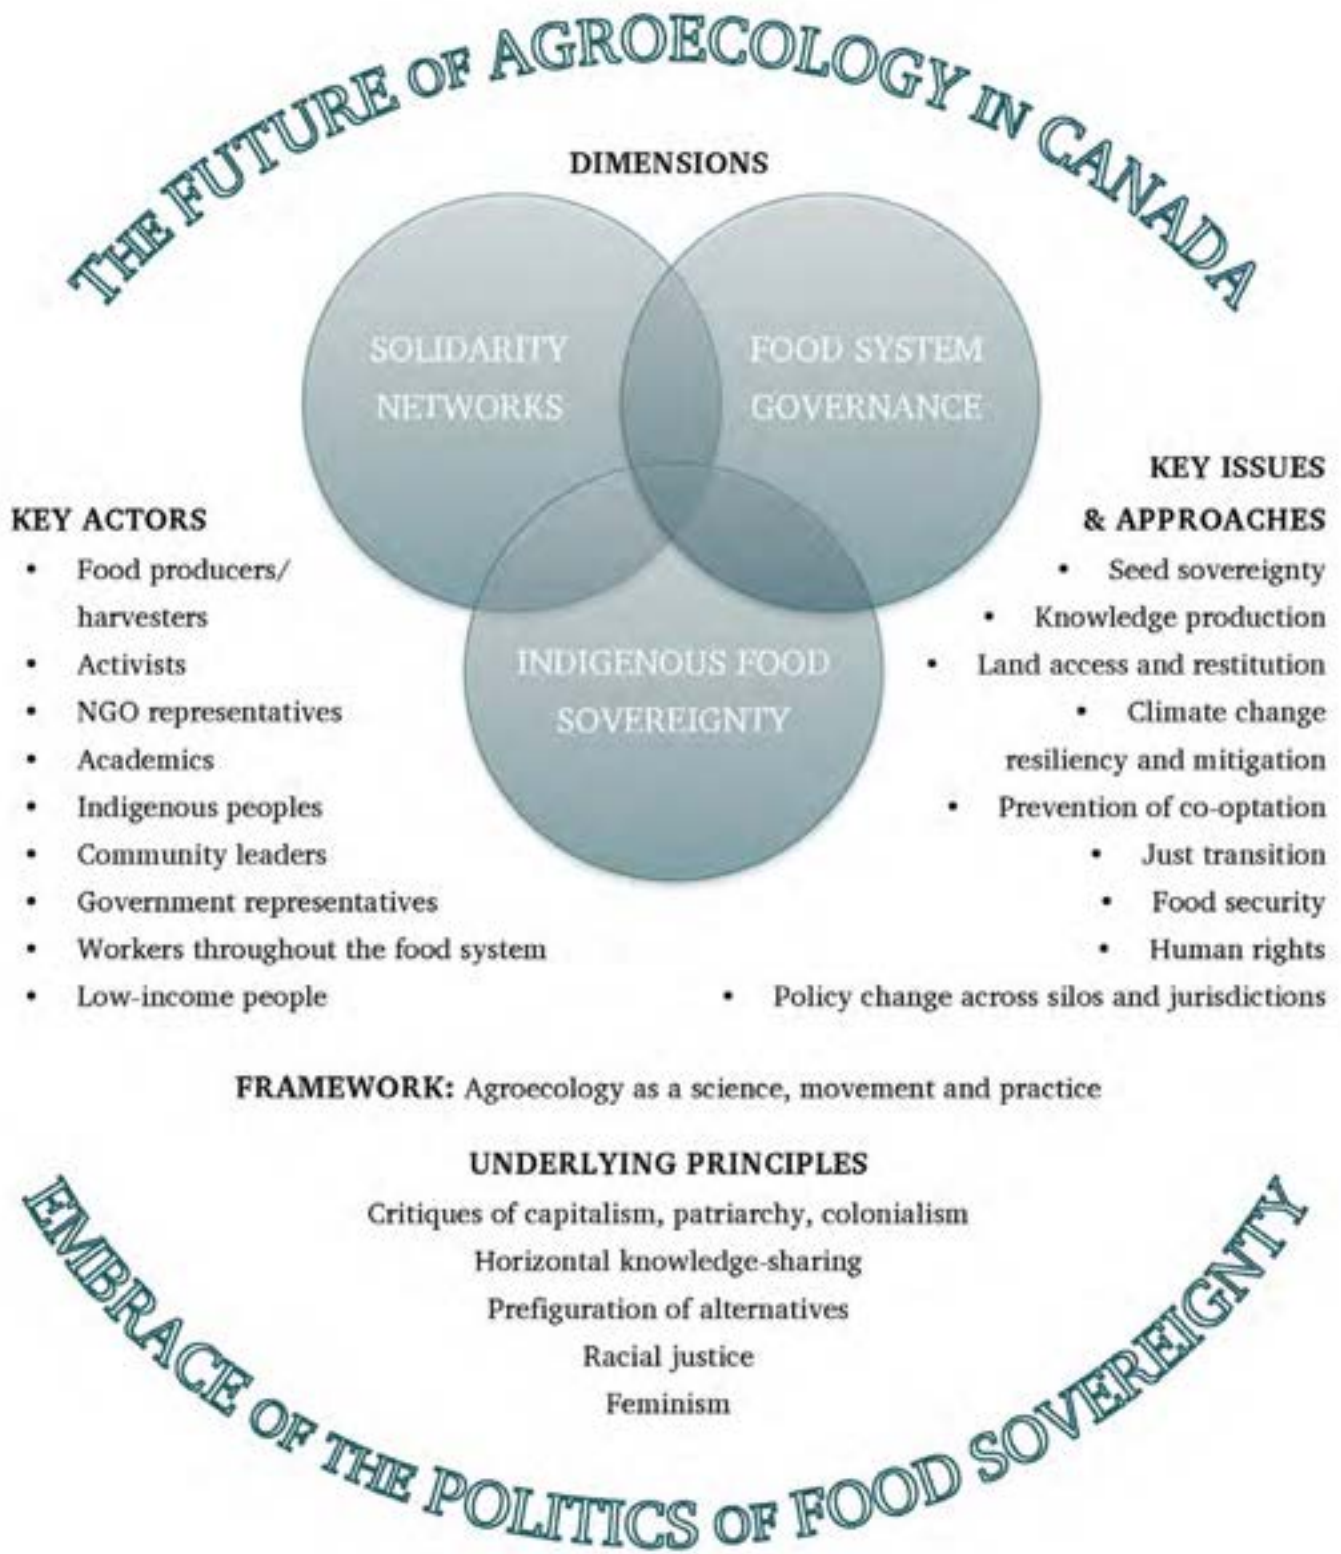 THE FUTURE OF AGROECOLOGY IN CANADA
DIMENSIONS
SOLIDARITY
NETWORKS
FOOD SYSTEM
GOVERNANCE
INDIGENOUS FOOD
SOVEREIGNTY
KEY ACTORS
• Food producers/
harvesters
• Activists
• NGO representatives
• Academics
• Indigenous peoples
• Community leaders
• Government representatives
• Workers throughout the food system
• Low-income people
KEY ISSUES
& APPROACHES
• Seed sovereignty
• Knowledge production
• Land access and restitution
• Climate change
resiliency and mitigation
• Prevention of co-optation
• Just transition
• Food security
• Human rights
• Policy change across silos and jurisdictions
FRAMEWORK: Agroecology as a science, movement and practice
UNDERLYING PRINCIPLES
Critiques of capitalism, patriarchy, colonialism
Horizontal knowledge-sharing
Prefiguration of alternatives
Racial justice
Feminism
EMBRACE OF THE POLITICS OF FOOD SOVEREIGNTY